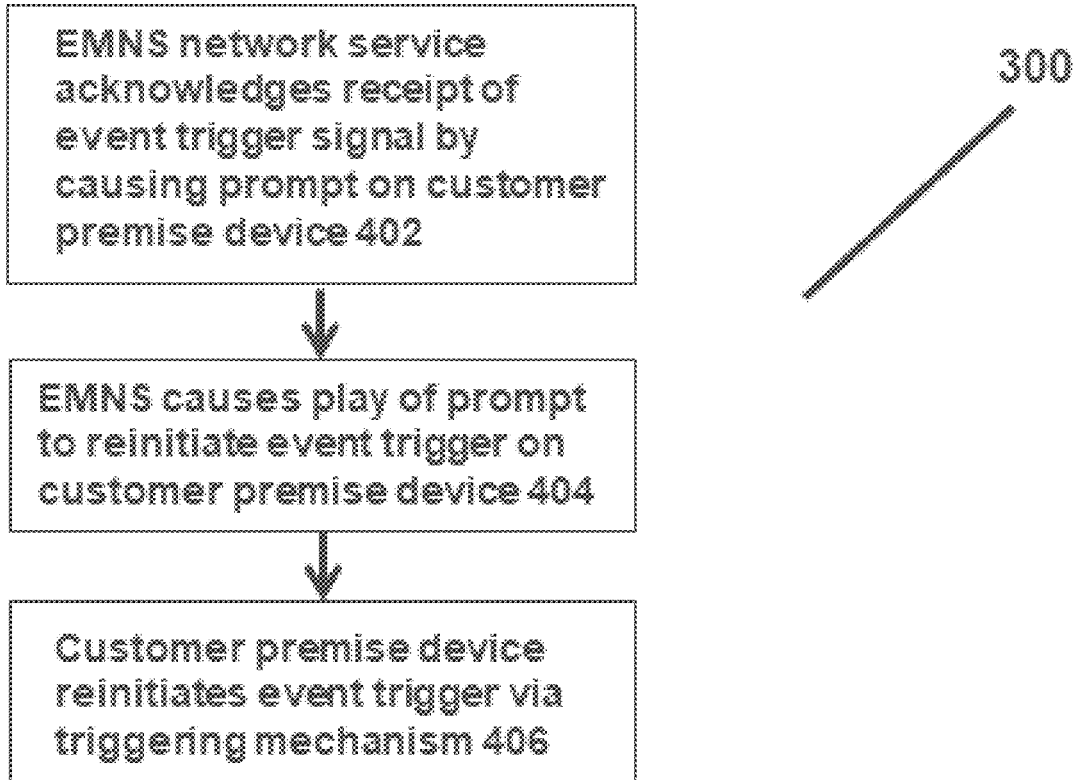 EMNS network service
acknowledges receipt of
event trigger signal by
causing prompt on customer
premise device 402
300
EMNS causes play of prompt
to reinitiate event trigger on
customer premise device 404
Customer premise device
reinitiates event trigger via
triggering mechanism 406